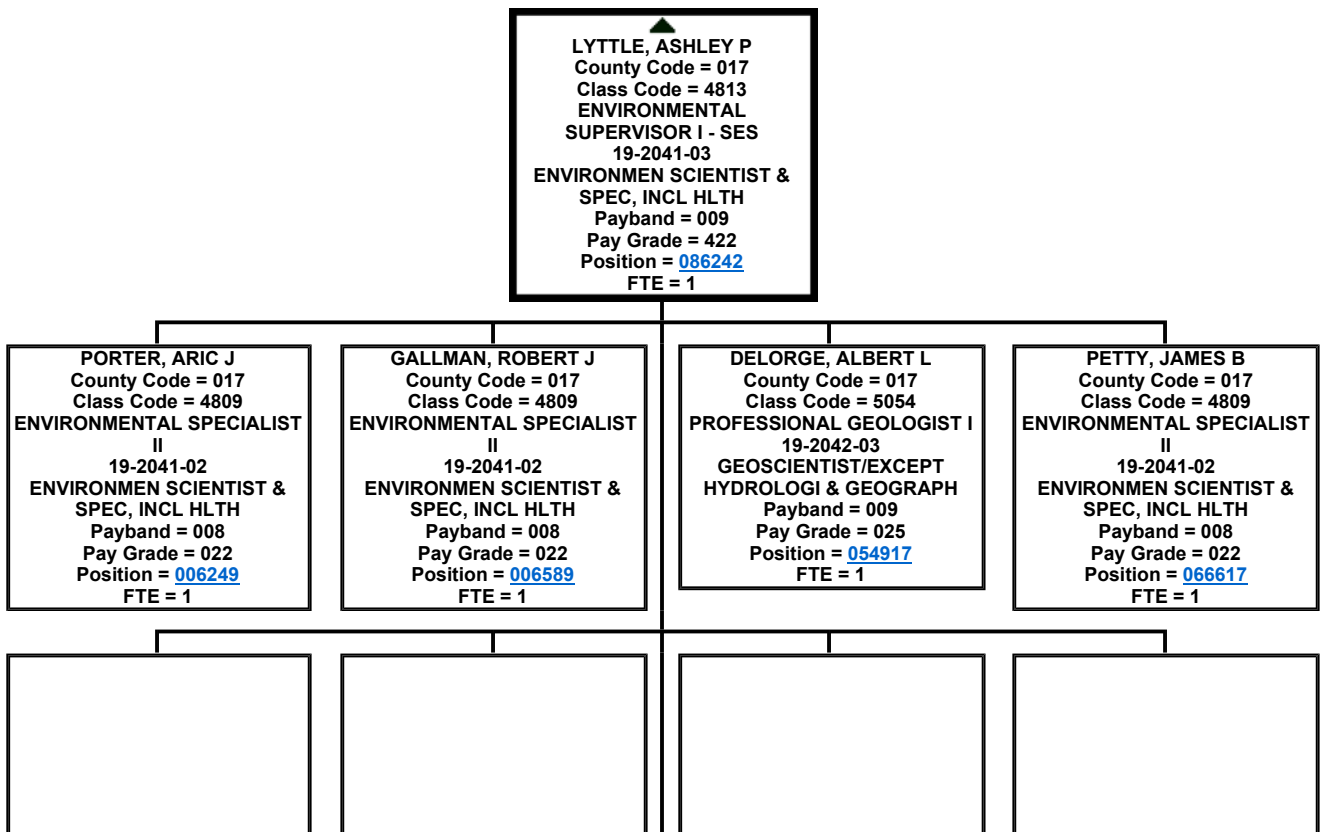 LYTTLE, ASHLEY P
County Code = 017
Class Code = 4813
ENVIRONMENTAL
SUPERVISOR I - SES
19-2041-03
ENVIRONMEN SCIENTIST &
SPEC, INCL HLTH
Payband = 009
Pay Grade = 422
Position = 086242
FTE = 1
PORTER, ARIC J
County Code = 017
Class Code = 4809
ENVIRONMENTAL SPECIALIST
II
19-2041-02
ENVIRONMEN SCIENTIST &
SPEC, INCL HLTH
Payband = 008
Pay Grade = 022
Position = 006249
FTE = 1
GALLMAN, ROBERT J
County Code = 017
Class Code = 4809
ENVIRONMENTAL SPECIALIST
II
19-2041-02
ENVIRONMEN SCIENTIST &
SPEC, INCL HLTH
Payband = 008
Pay Grade = 022
Position = 006589
FTE = 1
DELORGE, ALBERT L
County Code = 017
Class Code = 5054
PROFESSIONAL GEOLOGIST I
19-2042-03
GEOSCIENTIST/EXCEPT
HYDROLOGI & GEOGRAPH
Payband = 009
Pay Grade = 025
Position = 054917
FTE = 1
PETTY, JAMES B
County Code = 017
Class Code = 4809
ENVIRONMENTAL SPECIALIST
II
19-2041-02
ENVIRONMEN SCIENTIST &
SPEC, INCL HLTH
Payband = 008
Pay Grade = 022
Position = 066617
FTE = 1